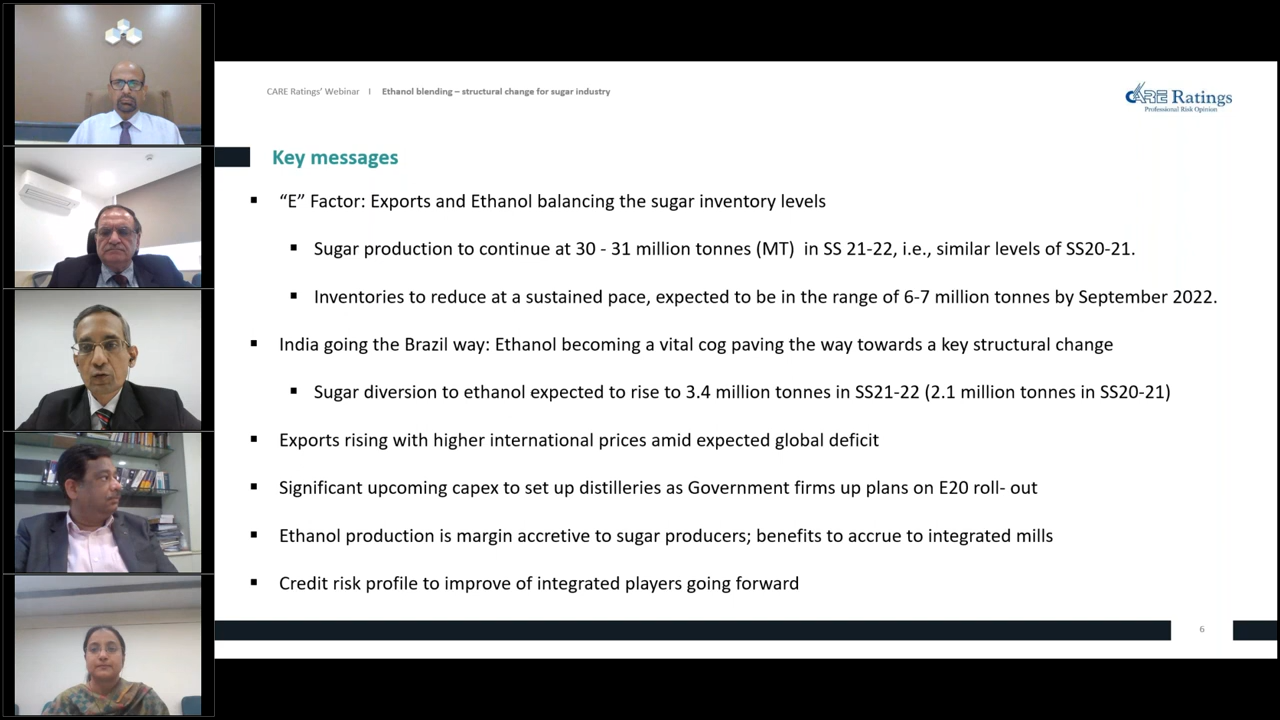 CARE Ratings' Webinar I Ethanol blending – structural change for sugar industry
CARE Ratings
Professional Risk Opinion
Key messages
▪ “E” Factor: Exports and Ethanol balancing the sugar inventory levels
▪ Sugar production to continue at 30 - 31 million tonnes (MT) in SS 21-22, i.e., similar levels of SS20-21.
▪ Inventories to reduce at a sustained pace, expected to be in the range of 6-7 million tonnes by September 2022.
▪ India going the Brazil way: Ethanol becoming a vital cog paving the way towards a key structural change
▪ Sugar diversion to ethanol expected to rise to 3.4 million tonnes in SS21-22 (2.1 million tonnes in SS20-21)
▪ Exports rising with higher international prices amid expected global deficit
▪ Significant upcoming capex to set up distilleries as Government firms up plans on E20 roll- out
▪ Ethanol production is margin accretive to sugar producers; benefits to accrue to integrated mills
▪ Credit risk profile to improve of integrated players going forward
6